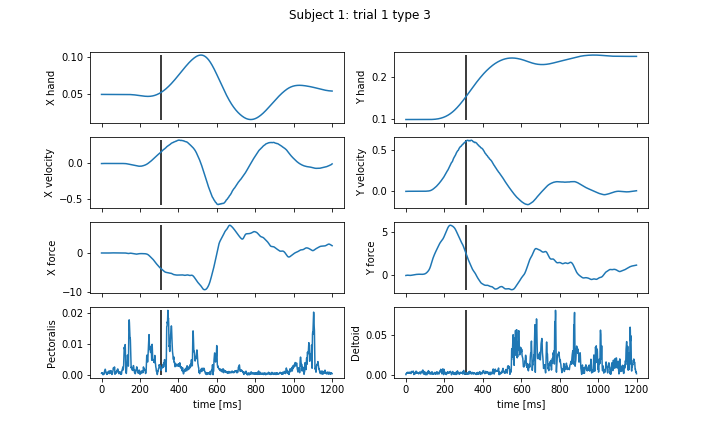 Subject 1: trial 1 type 3
0.10
0.05
X hand
0.2
0.1
Y hand
0.0
−0.5
X velocity
0.5
0.0
Y velocity
0
−10
X force
5
0
Y force
0.02
0.01
0.00
Pectoralis
0 200 400 600 800 1000 1200
time [ms]
0.05
0.00
Deltoid
0 200 400 600 800 1000 1200
time [ms]